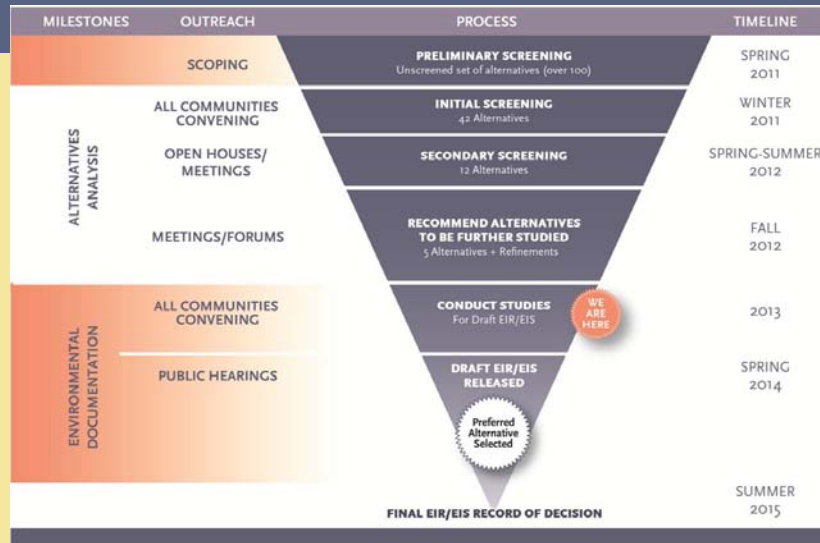 MILESTONES OUTREACH PROCESS TIMELINE
SCOPING
PRELIMINARY SCREENING
Unscreened set of alternatives (over 100)
SPRING
2011
ALTERNATIVES
ANALYSIS
ALL COMMUNITIES
CONVENING
INITIAL SCREENING
42 Alternatives
WINTER
2011
OPEN HOUSES/
MEETINGS
SECONDARY SCREENING
12 Alternatives
SPRING-SUMMER
2012
MEETINGS/FORUMS
RECOMMEND ALTERNATIVES
TO BE FURTHER STUDIED
5 Alternatives + Refinements
FALL
2012
ENVIRONMENTAL
DOCUMENTATION
ALL COMMUNITIES
CONVENING
CONDUCT STUDIES
For Draft EIR/EIS
WE
ARE
HERE
2013
PUBLIC HEARINGS
DRAFT EIR/EIS
RELEASED
SPRING
2014
Preferred
Alternative
Selected
FINAL EIR/EIS RECORD OF DECISION
SUMMER
2015